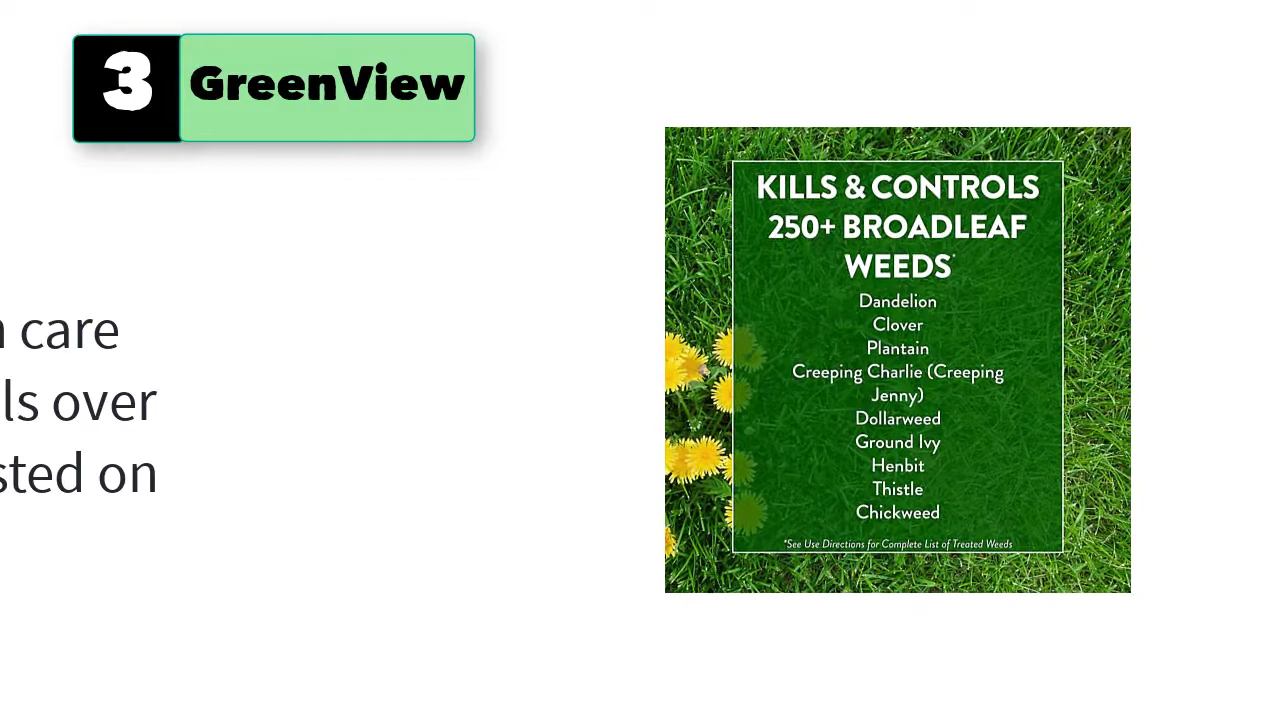 3 GreenView
care
ls over
sted on
KILLS & CONTROLS
250+ BROADLEAF
WEEDS*
Dandelion
Clover
Plantain
Creeping Charlie (Creeping
Jenny)
Dollarweed
Ground Ivy
Henbit
Thistle
Chickweed
*See Use Directions for Complete List of Treated Weeds